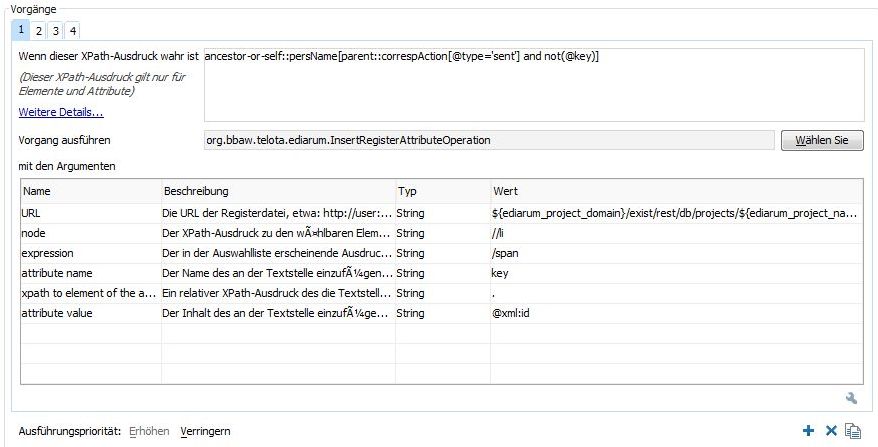 Vorgänge
1 2 3 4
Wenn dieser XPath-Ausdruck wahr ist ancestor-or-self::persName[parent::correspAction[@type='sent'] and not(@key)]
(Dieser XPath-Ausdruck gilt nur für
Elemente und Attribute)
Weitere Details...
Vorgang ausführen org.bbaw.telota.ediarum.InsertRegisterAttributeOperation Wählen Sie
mit den Argumenten
Name Beschreibung Typ Wert
URL Die URL der Registerdatei, etwa: http://user:... String ${ediarum_project_domain}/exist/rest/db/projects/${ediarum_project_na...
node Der XPath-Ausdruck zu den wÃ¤hlbaren Elem... String //li
expression Der in der Auswahlliste erscheinende Ausdruc... String /span
attribute name Der Name des an der Textstelle einzufÃ¼gen... String key
xpath to element of the a... Ein relativer XPath-Ausdruck des die Textstell... String .
attribute value Der Inhalt des an der Textstelle einzufÃ¼ge... String @xml:id
Ausführungspriorität: Erhöhen Verringern